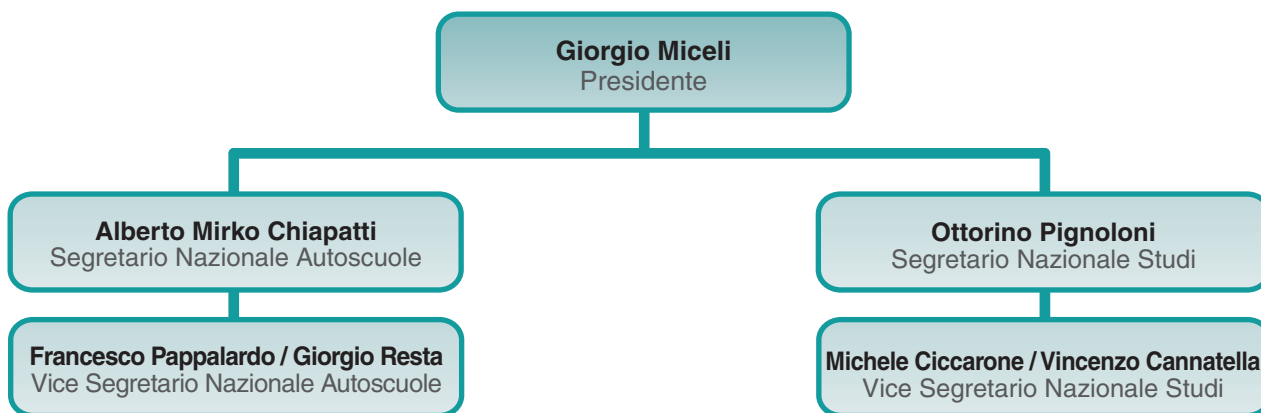 Giorgio Miceli
Presidente
Alberto Mirko Chiapatti
Segretario Nazionale Autoscuole
Ottorino Pignoloni
Segretario Nazionale Studi
Francesco Pappalardo / Giorgio Resta
Vice Segretario Nazionale Autoscuole
Michele Ciccarone / Vincenzo Cannatella
Vice Segretario Nazionale Studi